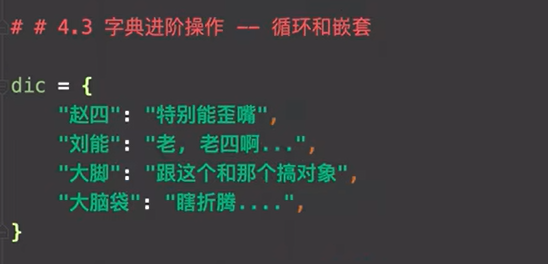 # # 4.3 字典进阶操作 -- 循环和嵌套
dic = {
"赵四": "特别能歪嘴",
"刘能": "老, 老四啊...",
"大脚": "跟这个和那个搞对象",
"大脑袋": "瞎折腾....",
}